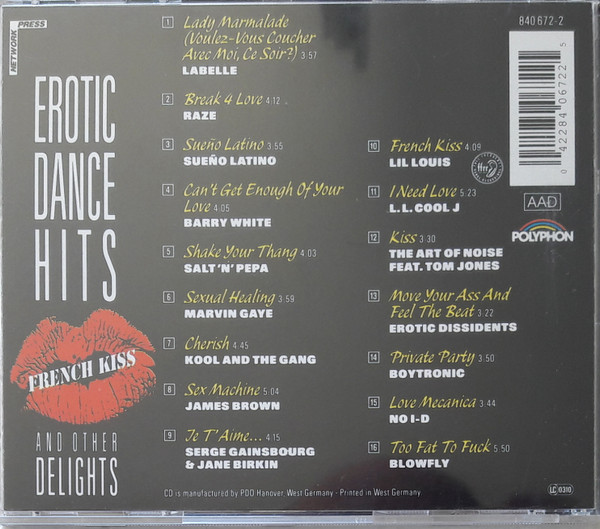 NETWORK PRESS
EROTIC
DANCE
HITS
FRENCH KISS
AND OTHER
DELIGHTS
1 Lady Marmalade
(Voulez-Vous Coucher
Avec Moi, Ce Soir?) 3:57
LABELLE
2 Break 4 Love 4:12
RAZE
3 Sueño Latino 3:55
SUEÑO LATINO
4 Can't Get Enough Of Your
Love 4:05
BARRY WHITE
5 Shake Your Thang 4:03
SALT 'N' PEPA
6 Sexual Healing 3:59
MARVIN GAYE
7 Cherish 4:45
KOOL AND THE GANG
8 Sex Machine 5:04
JAMES BROWN
9 Je T'Aime... 4:15
SERGE GAINSBOURG
& JANE BIRKIN
10 French Kiss 4:09
LIL LOUIS
11 I Need Love 5:23
L.L. COOL J
12 Kiss 3:30
THE ART OF NOISE
FEAT. TOM JONES
13 Move Your Ass And
Feel The Beat 3:22
EROTIC DISSIDENTS
14 Private Party 3:50
BOYTRONIC
15 Love Mecanica 3:44
NO I-D
16 Too Fat To Fuck 5:50
BLOWFLY
840 672-2
0 42284 06722 5
ffrr
AAD
POLYPHON
CD is manufactured by PDO Hanover, West Germany - Printed in West Germany
LC 0310